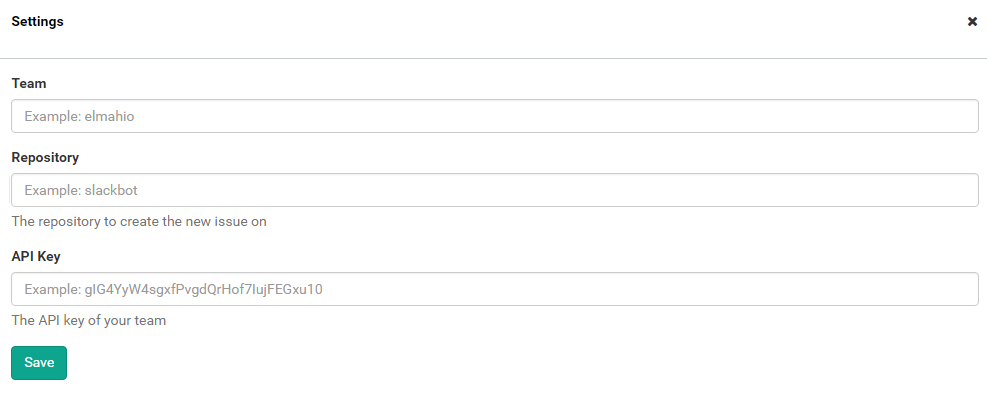 Settings
Team
Example: elmahio
Repository
Example: slackbot
The repository to create the new issue on
API Key
Example: gIG4YyW4sgxfPvgdQrHof7IujFEGxu10
The API key of your team
Save